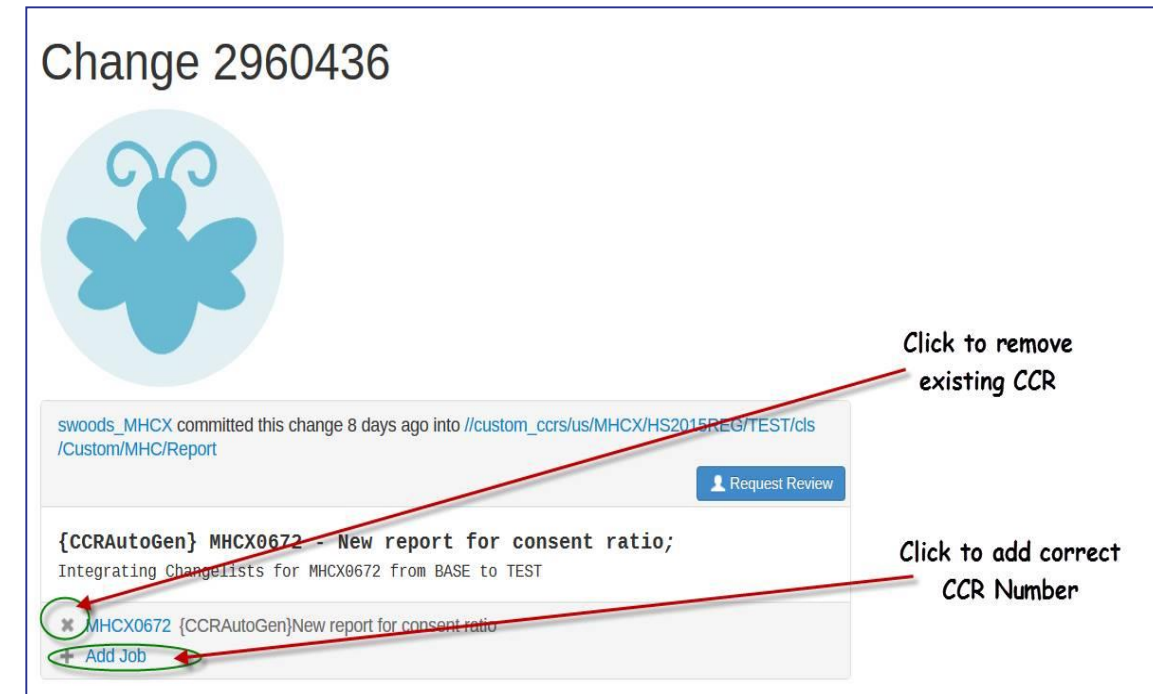 Change 2960436
Click to remove
existing CCR
swoods_MHCX committed this change 8 days ago into //custom_ccrs/us/MHCX/HS2015REG/TEST/cls
/Custom/MHC/Report
Request Review
{CCRAutoGen} MHCX0672 - New report for consent ratio;
Integrating Changelists for MHCX0672 from BASE to TEST
Click to add correct
CCR Number
MHCX0672 {CCRAutoGen}New report for consent ratio
Add Job